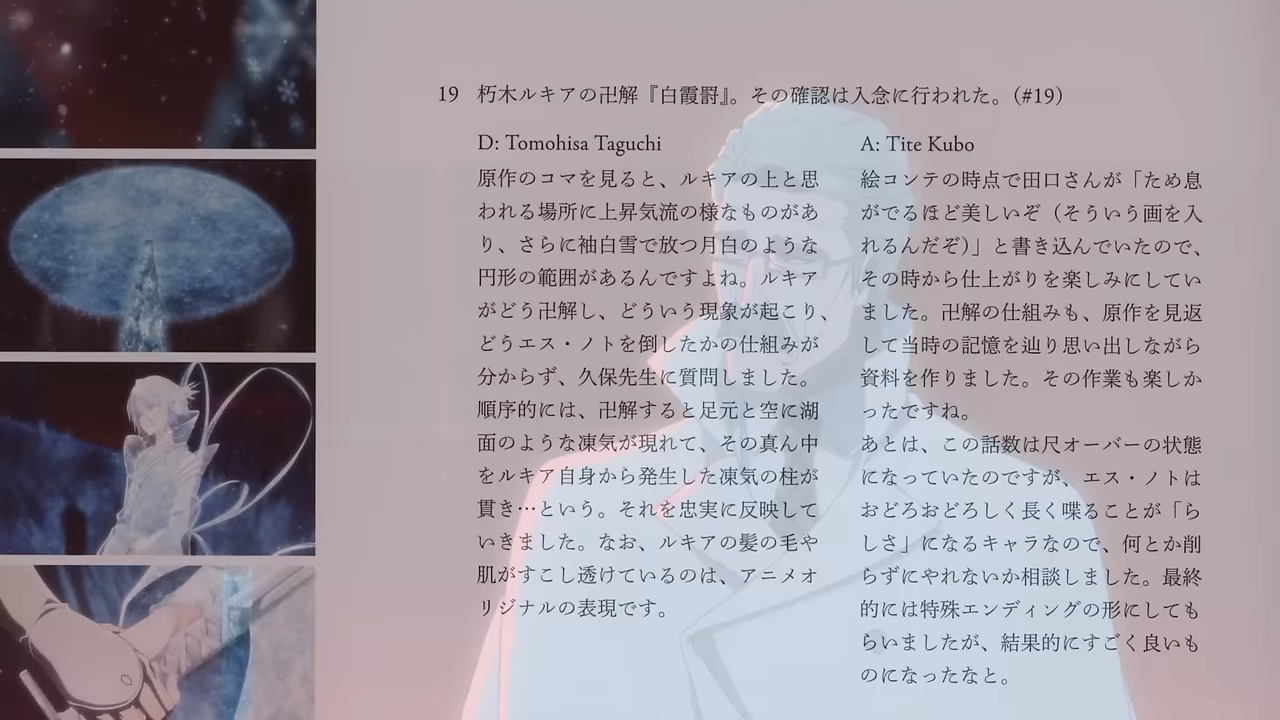 19 朽木ルキアの卍解『白霞罸』。その確認は入念に行われた。（#19）
D: Tomohisa Taguchi
原作のコマを見ると、ルキアの上と思
われる場所に上昇気流の様なものがあ
り、さらに袖白雪で放つ月白のような
円形の範囲があるんですよね。ルキア
がどう卍解し、どういう現象が起こり、
どうエス・ノトを倒したかの仕組みが
分からず、久保先生に質問しました。
順序的には、卍解すると足元と空に湖
面のような凍気が現れて、その真ん中
をルキア自身から発生した凍気の柱が
貫き…という。それを忠実に反映して
いきました。なお、ルキアの髪の毛や
肌がすこし透けているのは、アニメオ
リジナルの表現です。
A: Tite Kubo
絵コンテの時点で田口さんが「ため息
がでるほど美しいぞ（そういう画を入
れるんだぞ）」と書き込んでいたので、
その時から仕上がりを楽しみにしてい
ました。卍解の仕組みも、原作を見返
して当時の記憶を辿り思い出しながら
資料を作りました。その作業も楽しか
ったですね。
あとは、この話数は尺オーバーの状態
になっていたのですが、エス・ノトは
おどろおどろしく長く喋ることが「ら
しさ」になるキャラなので、何とか削
らずにやれないか相談しました。最終
的には特殊エンディングの形にしても
らいましたが、結果的にすごく良いも
のになったなと。